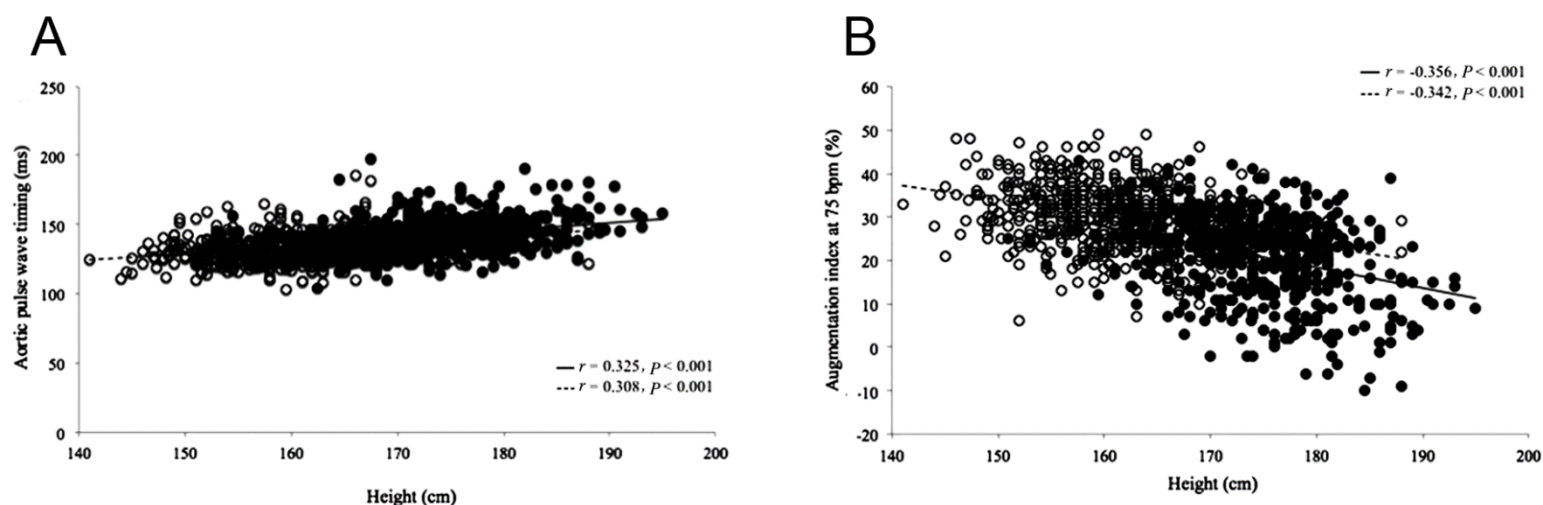 A
B
250
200
150
100
50
0
140 150 160 170 180 190 200
Aortic pulse wave timing (ms)
Height (cm)
r = 0.325, P < 0.001
r = 0.308, P < 0.001
60
50
40
30
20
10
0
-10
-20
140 150 160 170 180 190 200
Augmentation index at 75 bpm (%)
Height (cm)
r = -0.356, P < 0.001
r = -0.342, P < 0.001